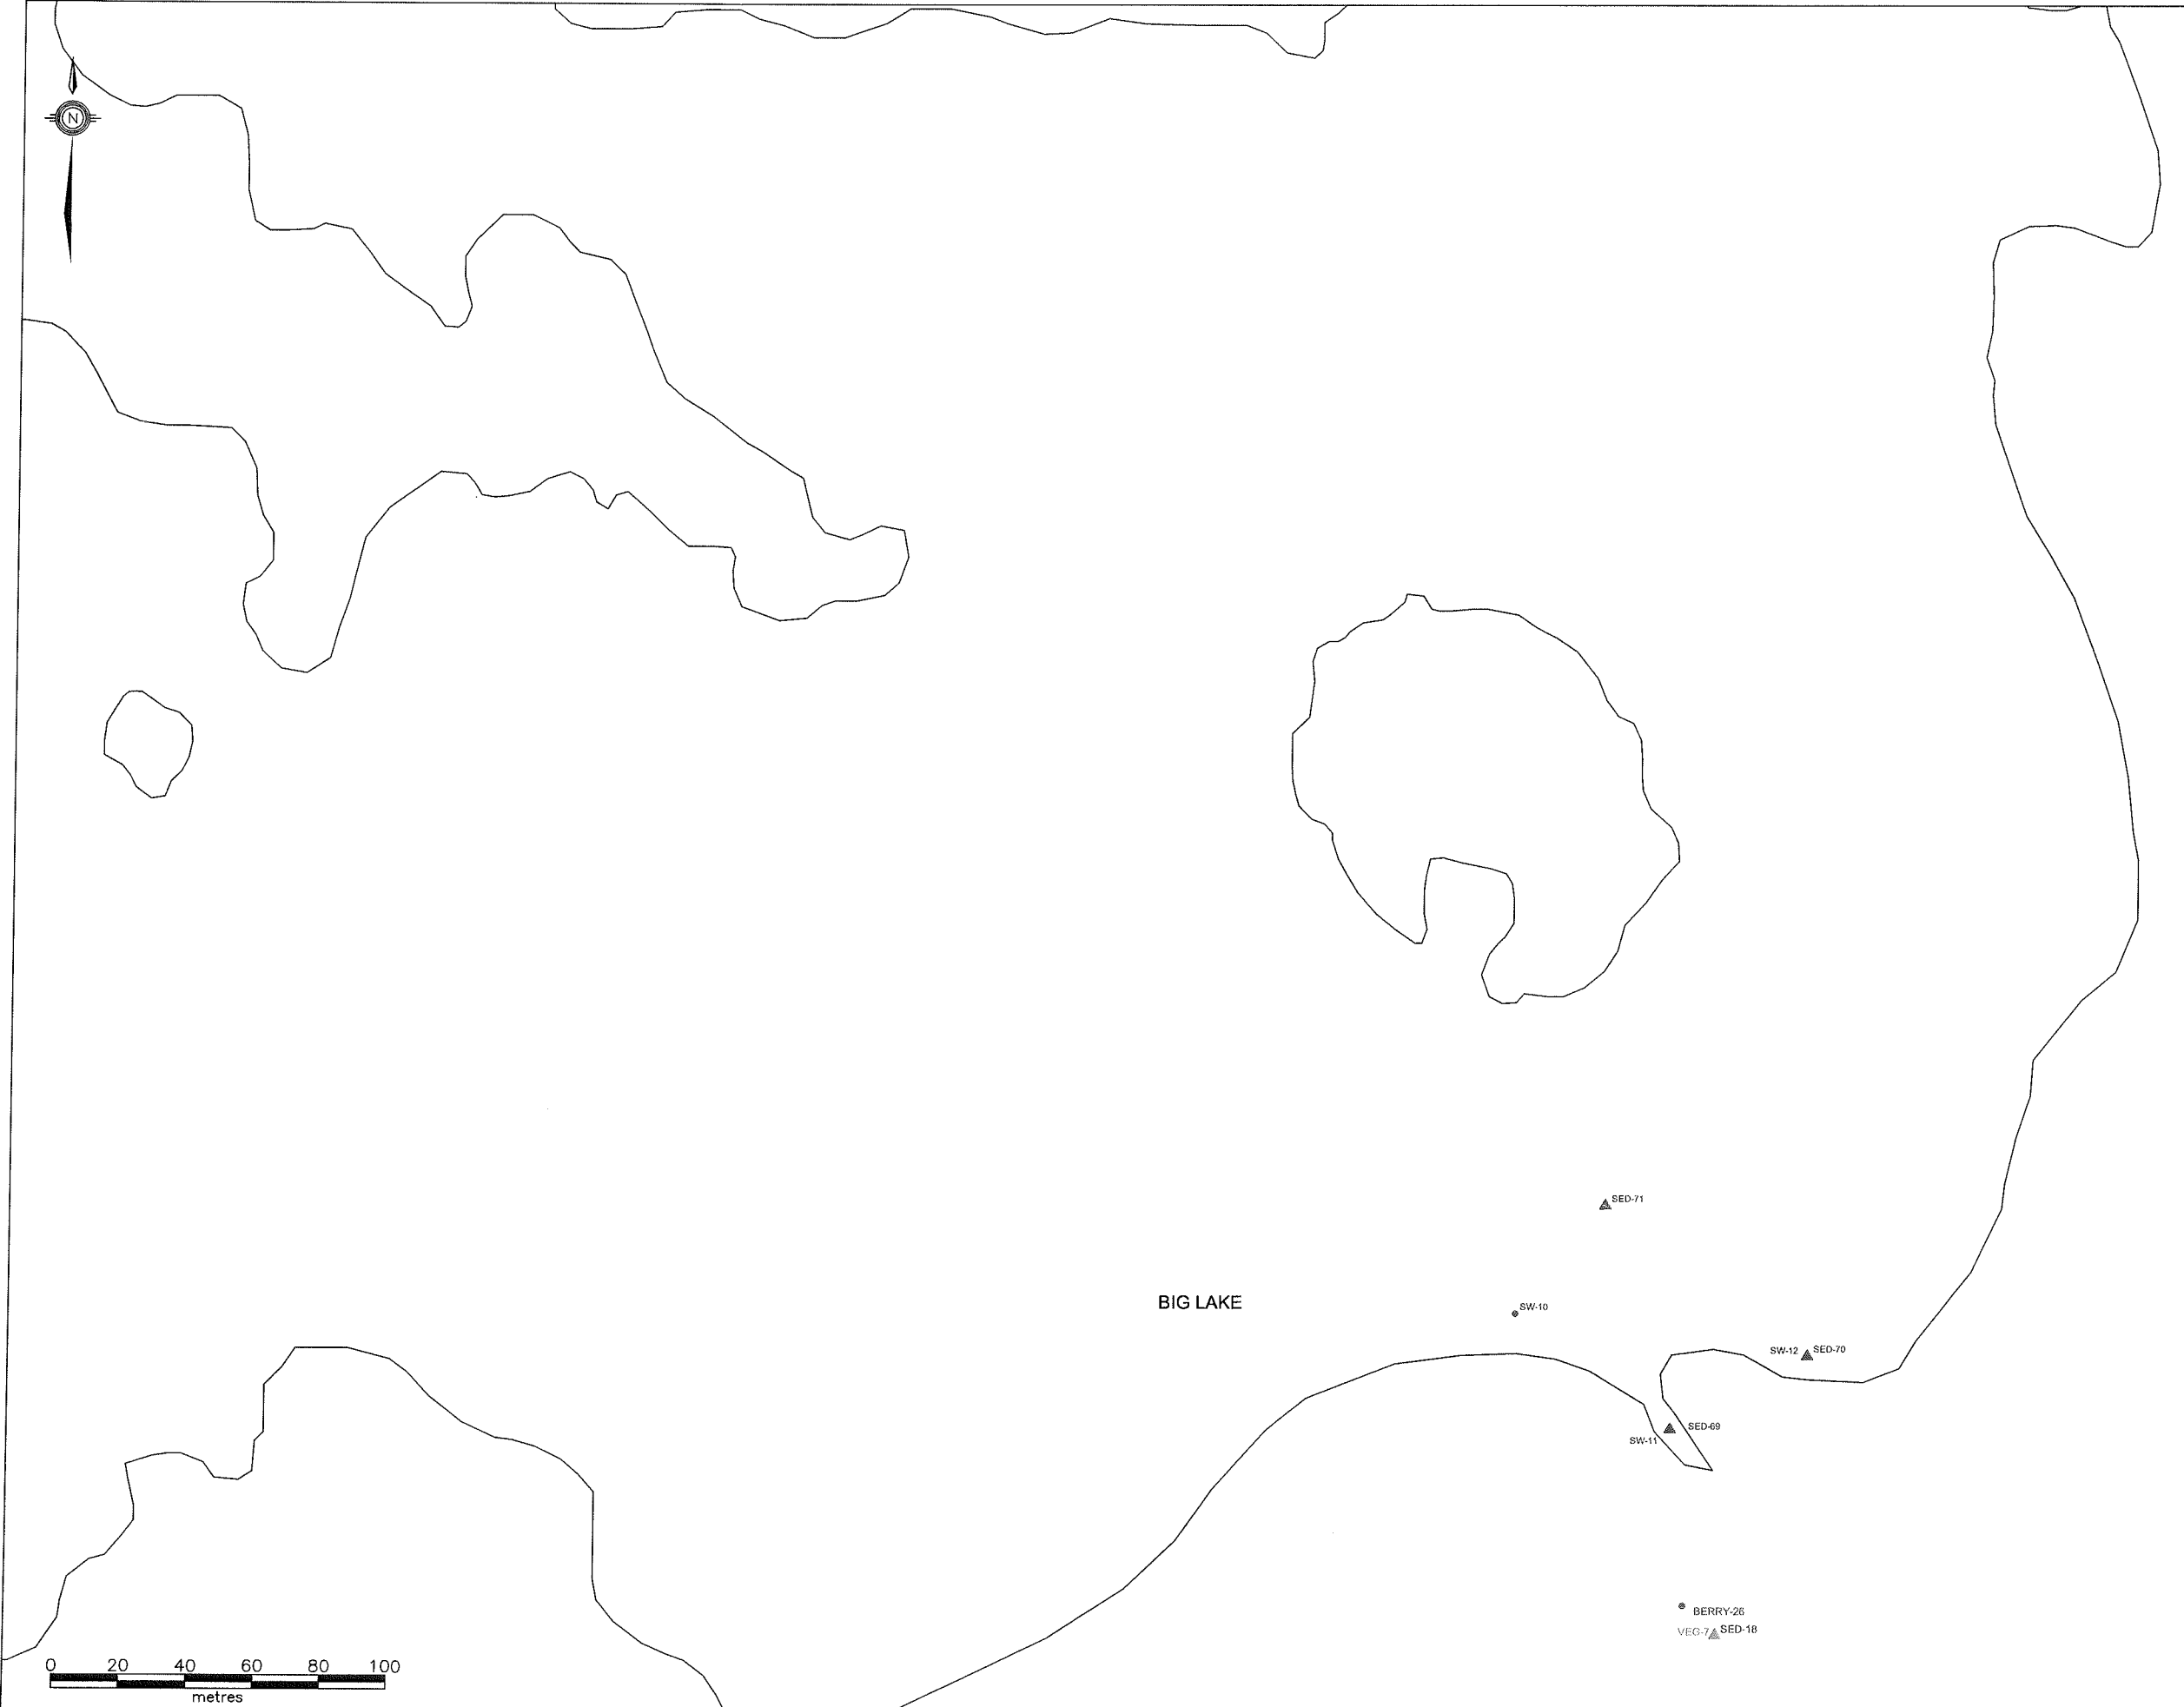 N
SED-71
BIG LAKE
SW-10
SW-12 SED-70
SED-69
SW-11
BERRY-26
VEG-7 SED-18
0 20 40 60 80 100
metres